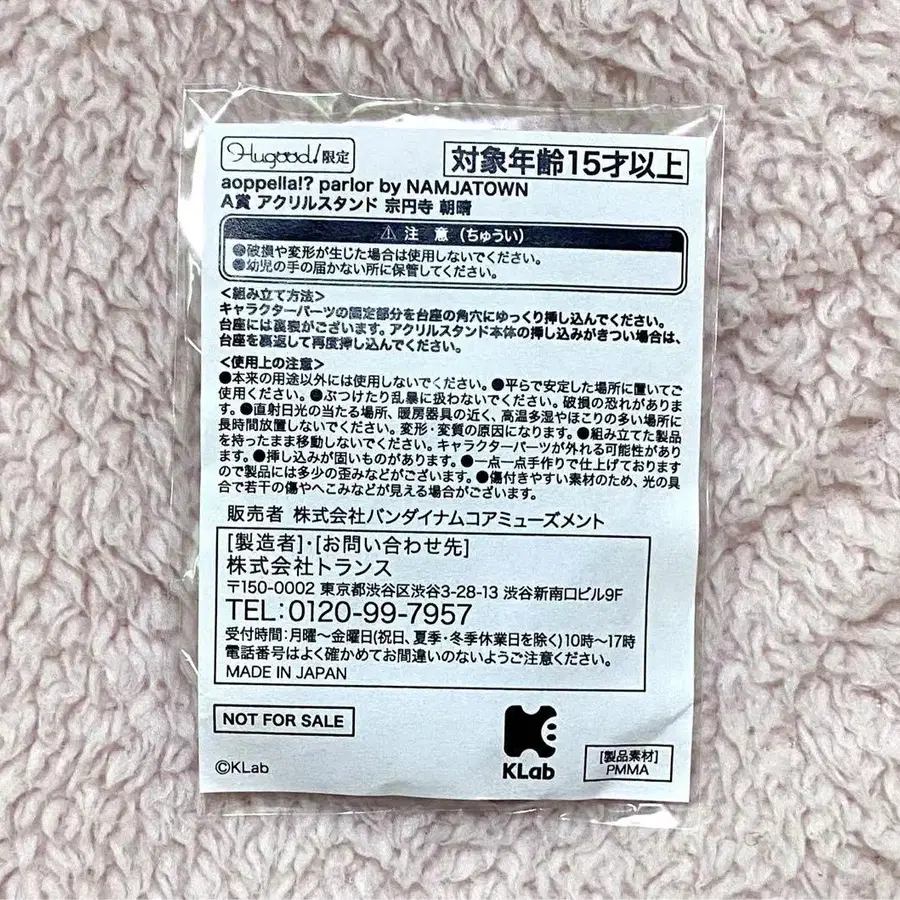 Hugood!限定
対象年齢15才以上
aoppella!? parlor by NAMJATOWN
A賞 アクリルスタンド 宗円寺 朝晴
⚠ 注 意（ちゅうい）
●破損や変形が生じた場合は使用しないでください。
●幼児の手の届かない所に保管してください。
<組み立て方法>
キャラクターパーツの固定部分を台座の角穴にゆっくり挿し込んでください。
台座には裏表がございます。アクリルスタンド本体の挿し込みがきつい場合は、
台座を裏返して再度挿し込んでください。
<使用上の注意>
●本来の用途以外には使用しないでください。●平らで安定した場所に置いてご
使用ください。●ぶつけたり乱暴に扱わないでください。破損の恐れがありま
す。●直射日光の当たる場所、暖房器具の近く、高温多湿やほこりの多い場所に
長時間放置しないでください。変形・変質の原因になります。●組み立てた製品
を持ったまま移動しないでください。キャラクターパーツが外れる可能性があり
ます。●挿し込みが固いものがあります。●一点一点手作りで仕上げております
ので製品には多少の歪みなどがございます。●傷付きやすい素材のため、光の具
合で若干の傷やへこみなどが見える場合がございます。
販売者 株式会社バンダイナムコアミューズメント
[製造者]・[お問い合わせ先]
株式会社トランス
〒150-0002 東京都渋谷区渋谷3-28-13 渋谷新南口ビル9F
TEL:0120-99-7957
受付時間:月曜〜金曜日(祝日、夏季・冬季休業日を除く)10時〜17時
電話番号はよく確かめてお間違いのないようご注意ください。
MADE IN JAPAN
NOT FOR SALE
©KLab
KLab
[製品素材]
PMMA